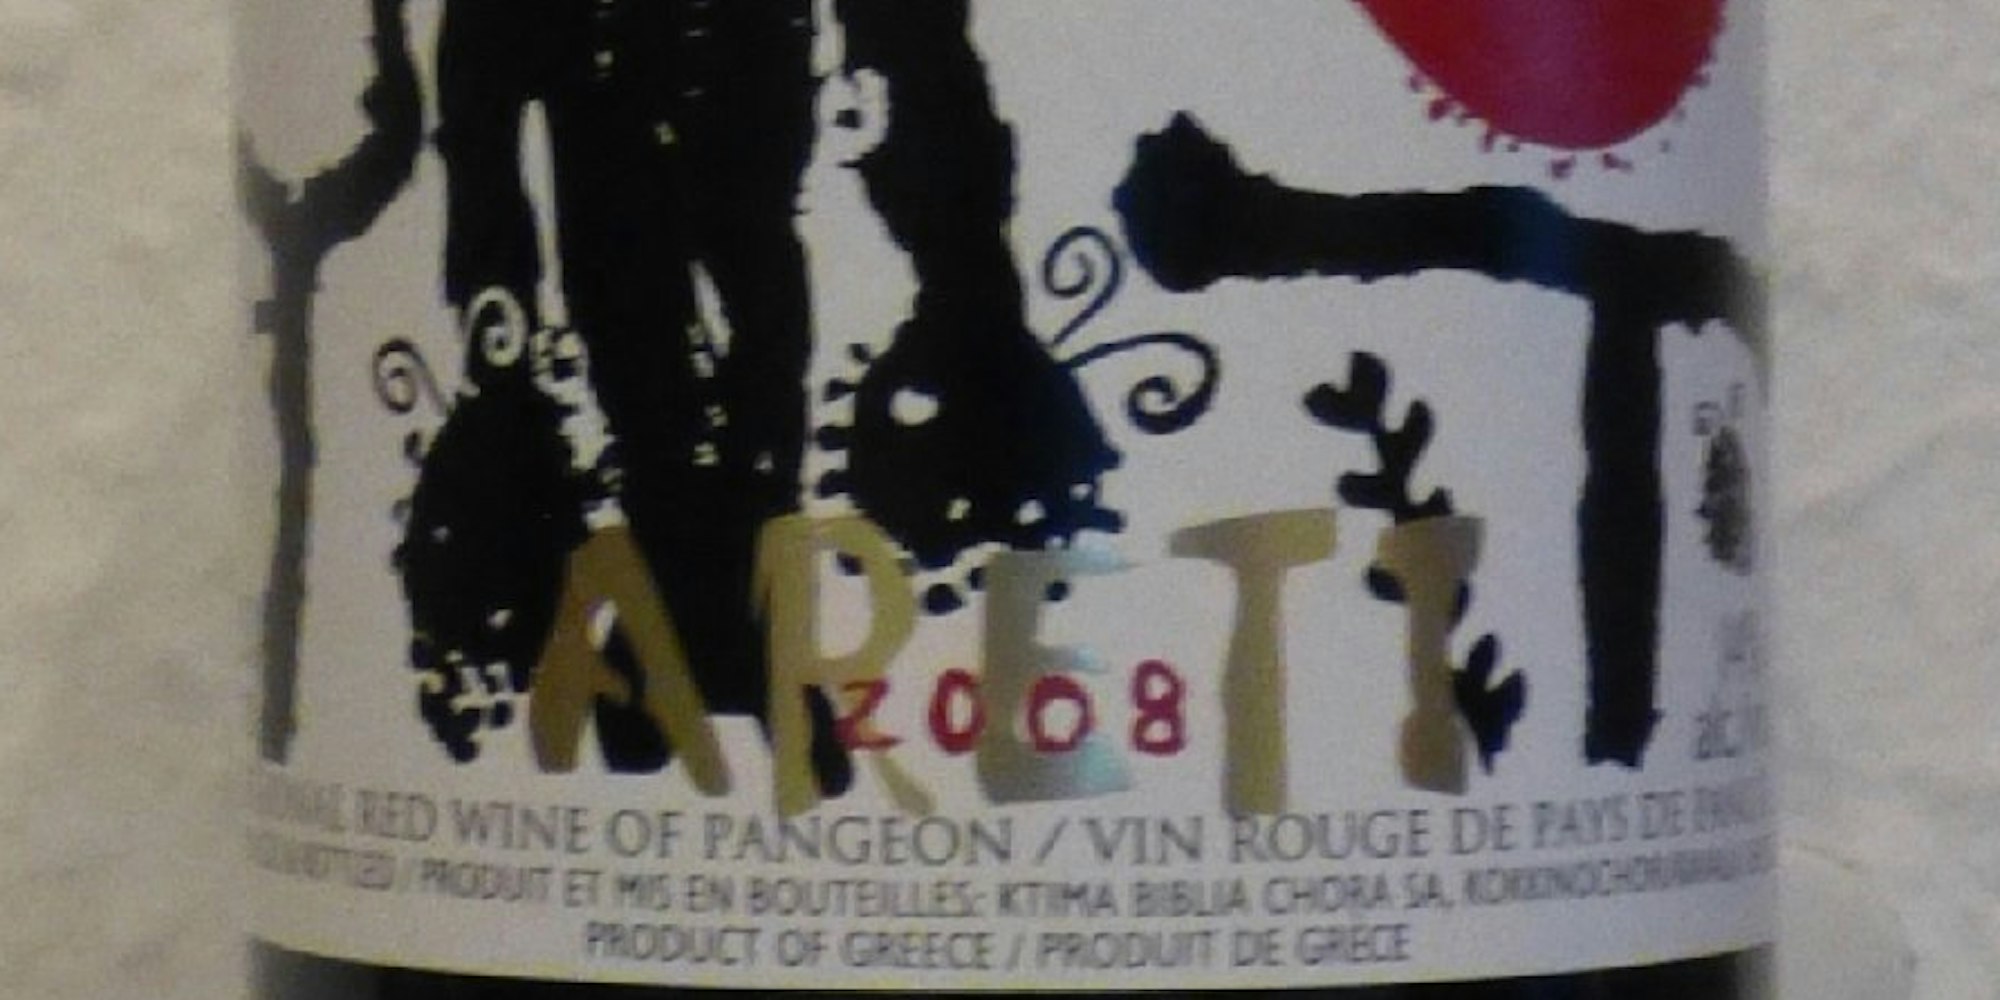 ARETI
2008
RED WINE OF PANGEON / VIN ROUGE DE PAYS DE
/ PRODUIT ET MIS EN BOUTEILLES: KTIMA BIBLIA CHORA SA,
PRODUCT OF GREECE / PRODUIT DE GRECE